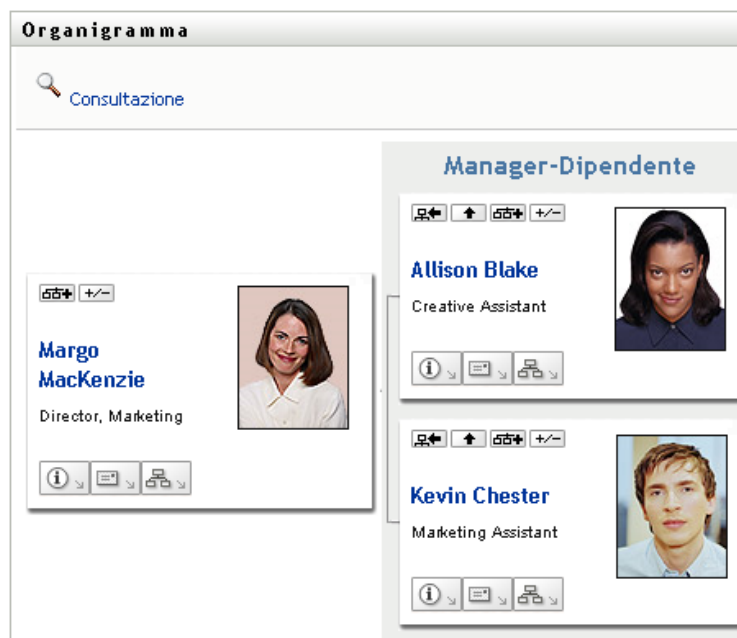 Organigramma
Consultazione
Manager-Dipendente
Allison Blake
Creative Assistant
Margo
MacKenzie
Director, Marketing
Kevin Chester
Marketing Assistant